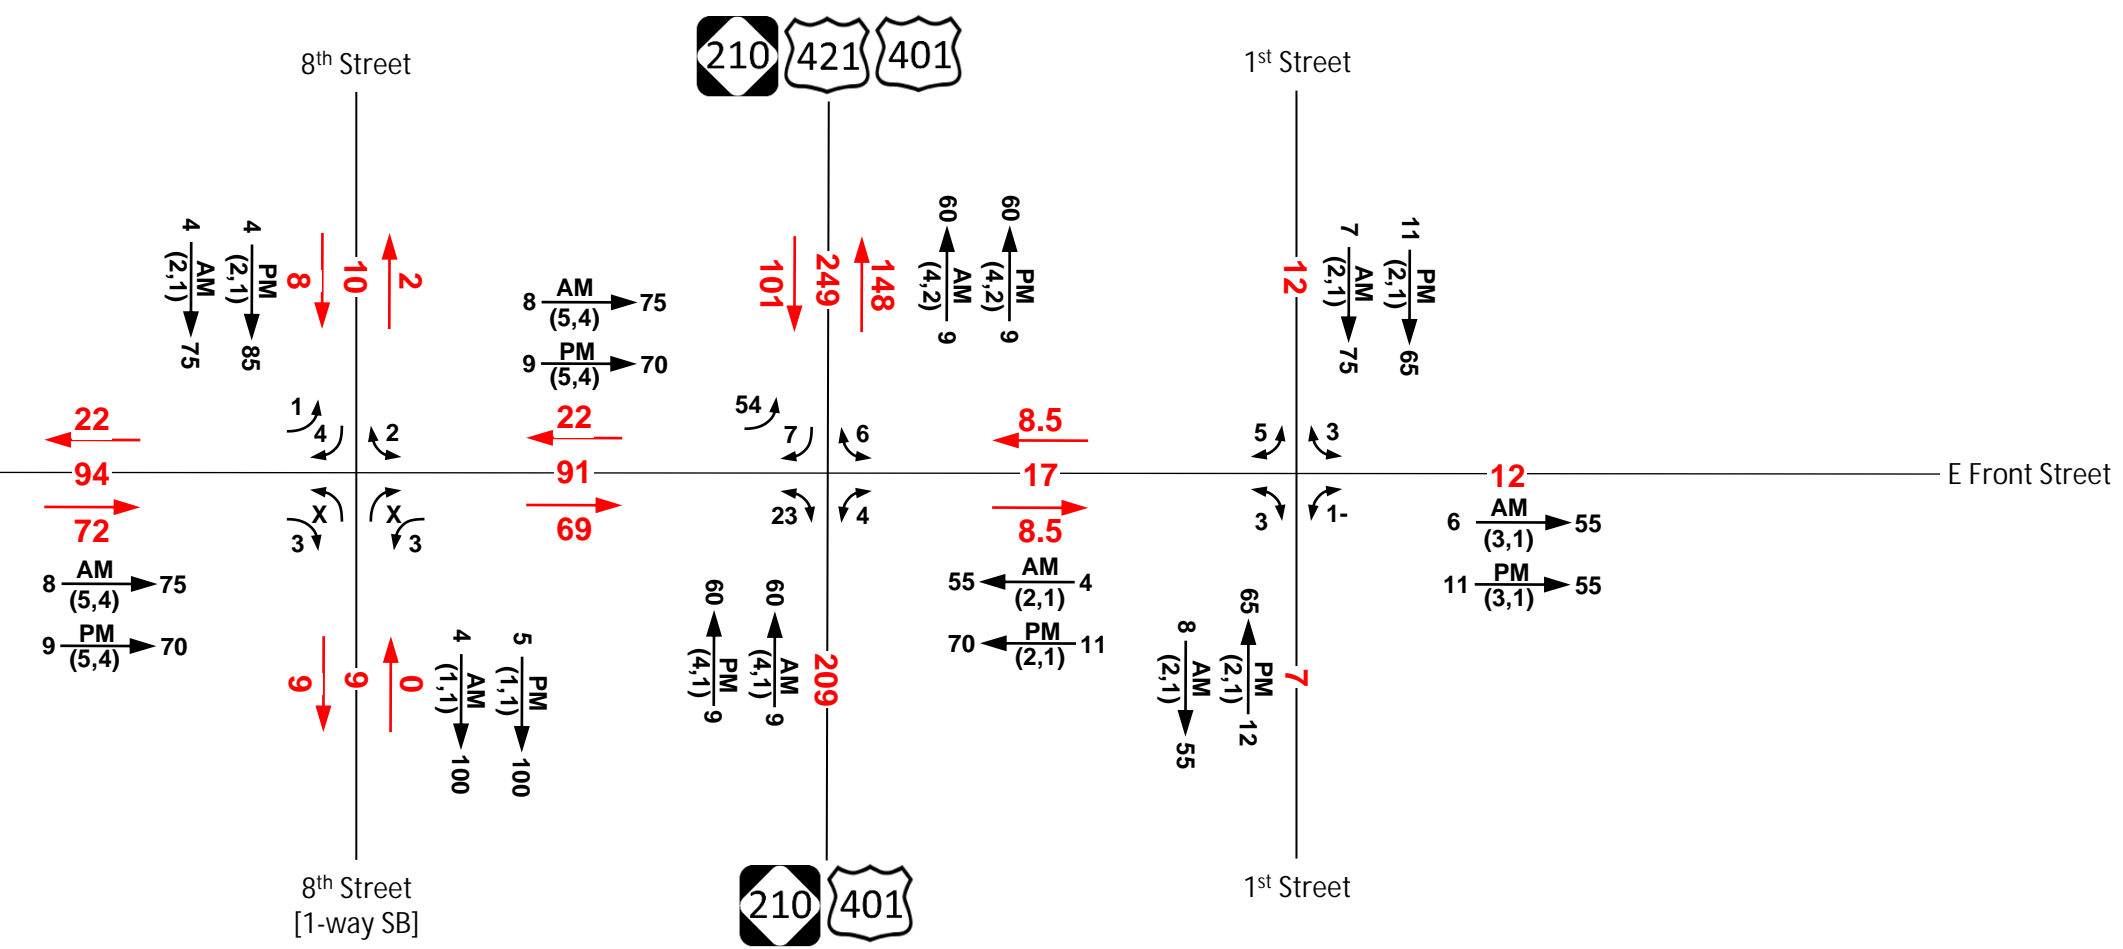 210 421 401
8th Street
1st Street
4 AM (2,1) 75
4 PM (2,1) 85
8
10
2
8 AM (5,4) 75
9 PM (5,4) 70
101
249
148
60 AM (4,2) 9
60 PM (4,2) 9
12
7 AM (2,1) 75
11 PM (2,1) 65
22
1
4
2
22
54
7
6
8.5
5
3
94
91
17
12
E Front Street
72
X
X
3
3
69
23
4
8.5
3
1-
6 AM (3,1) 55
11 PM (3,1) 55
8 AM (5,4) 75
9 PM (5,4) 70
55 AM (2,1) 4
70 PM (2,1) 11
9
9
0
4 AM (1,1) 100
5 PM (1,1) 100
60 PM (4,1) 9
60 AM (4,1) 9
209
8 AM (2,1) 55
65 PM (2,1) 12
7
8th Street
[1-way SB]
210 401
1st Street